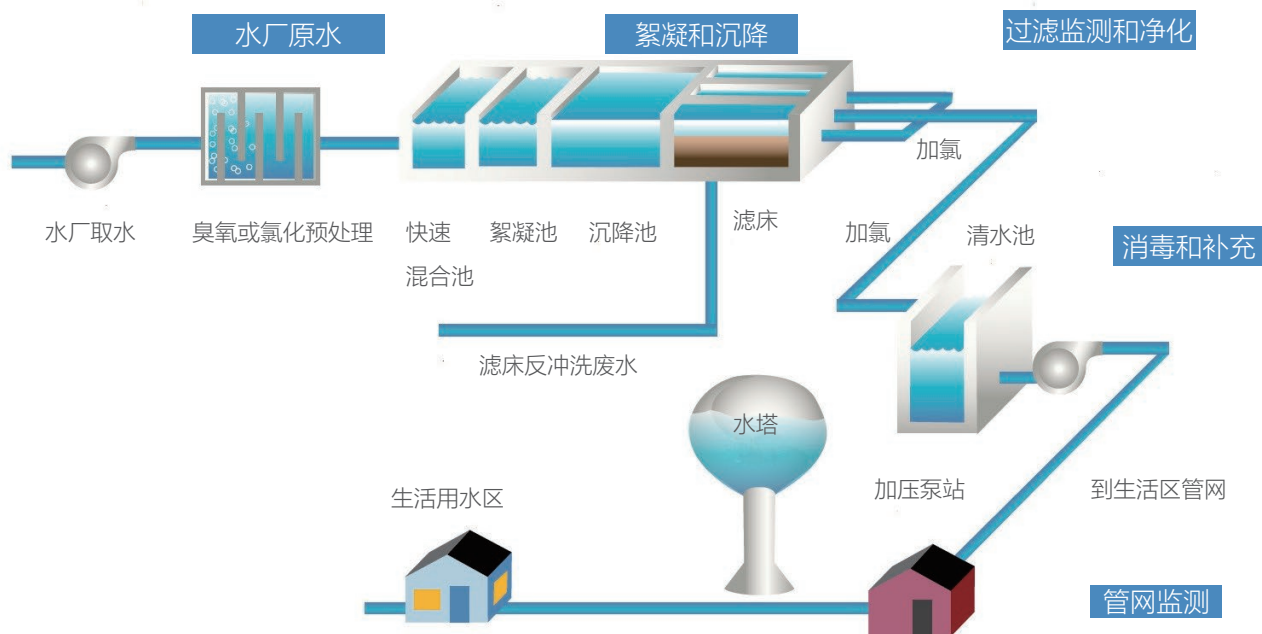 水厂原水
絮凝和沉降
过滤监测和净化
加氯
水厂取水
臭氧或氯化预处理
快速
混合池
絮凝池
沉降池
滤床
加氯
清水池
消毒和补充
滤床反冲洗废水
水塔
生活用水区
加压泵站
到生活区管网
管网监测